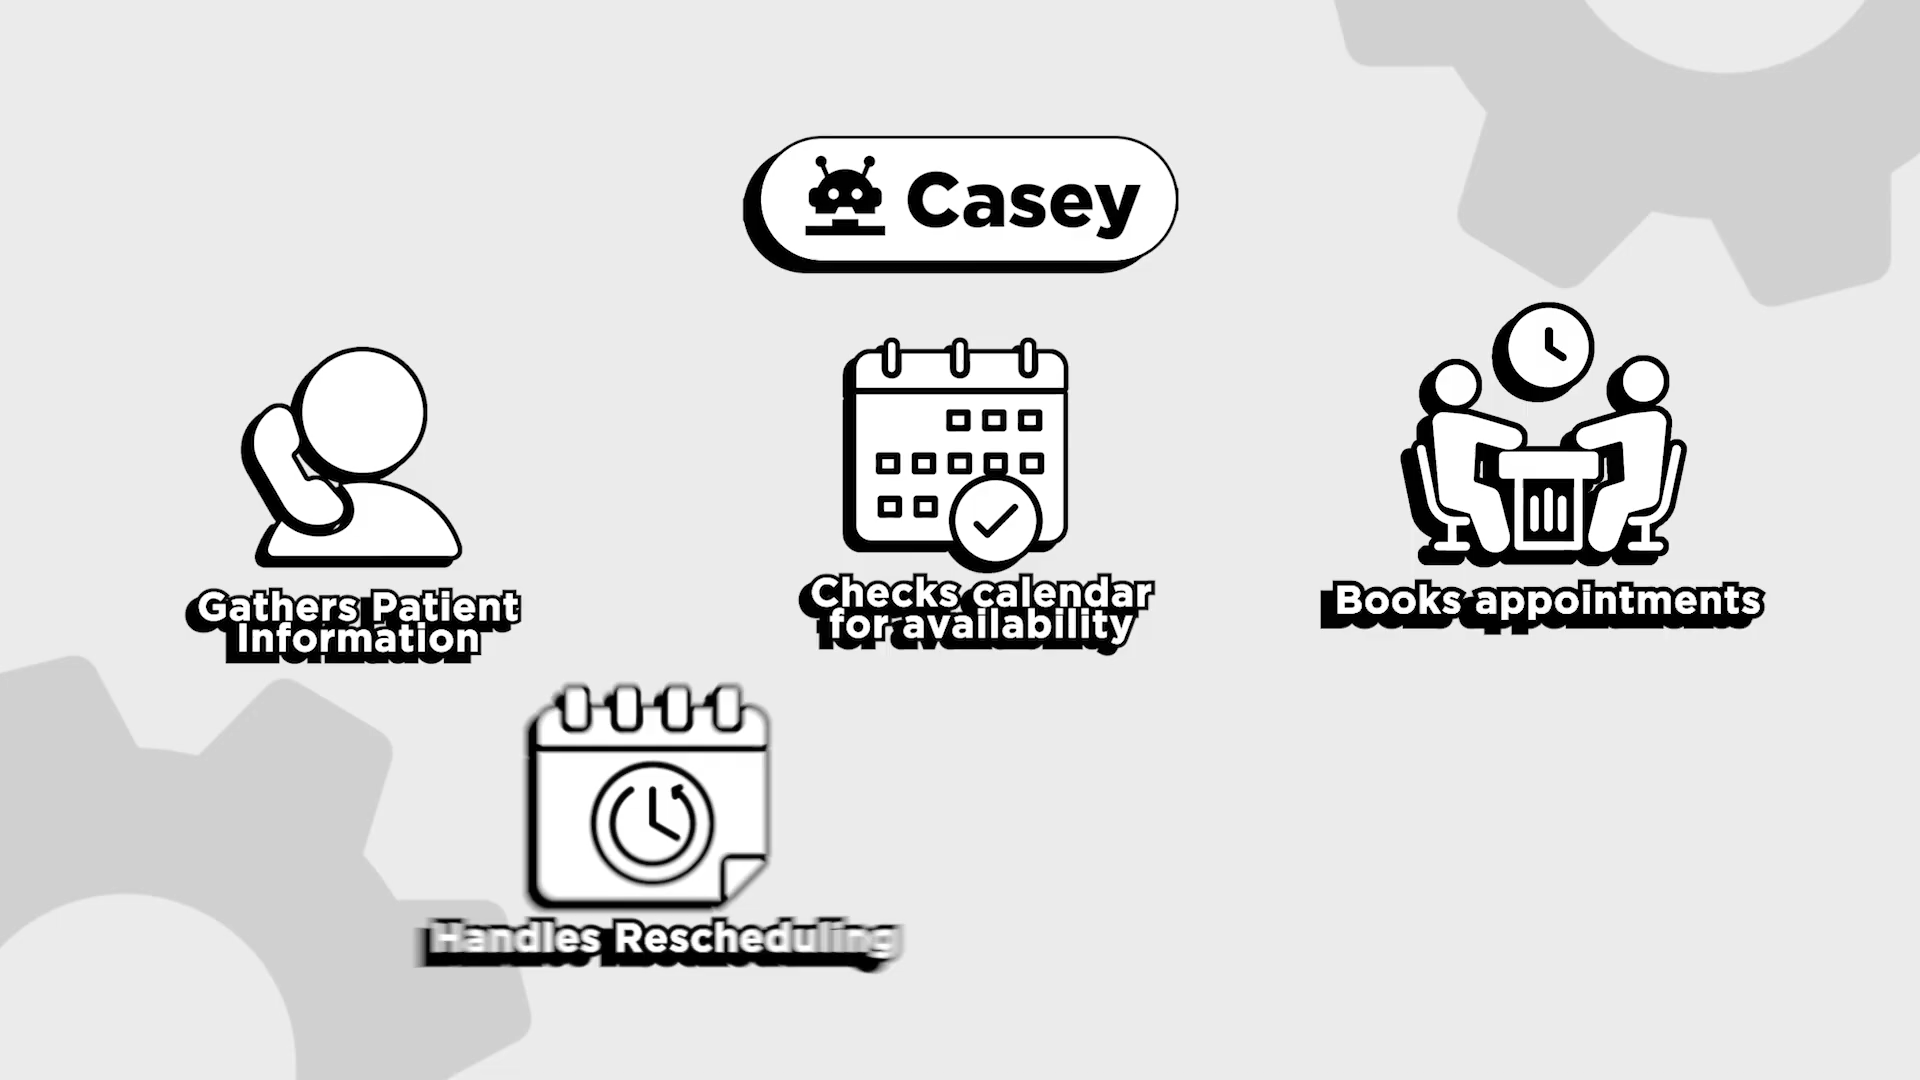 Casey
Gathers Patient
Information
Checks calendar
for availability
Books appointments
Handles Rescheduling